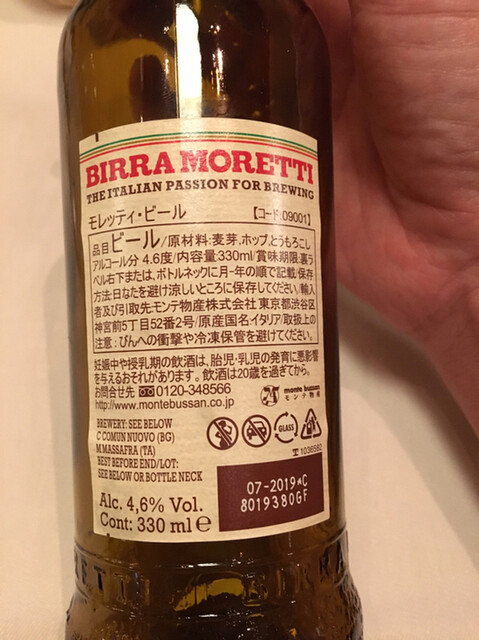 BIRRA MORETTI
THE ITALIAN PASSION FOR BREWING
モレッティ・ビール 【コード:09001】
品目ビール/原材料:麦芽、ホップ、とうもろこし
アルコール分 4.6度/内容量:330ml/賞味期限:裏ラ
ベル右下または、ボトルネックに月-年の順で記載/保存
方法:日なたを避け涼しいところに保存してください/輸入
者及び引取先:モンテ物産株式会社 東京都渋谷区
神宮前5丁目52番2号/原産国名:イタリア/取扱上の
注意:びんへの衝撃や冷凍保管を避けてください。
妊娠中や授乳期の飲酒は、胎児・乳児の発育に悪影響
を与えるおそれがあります。飲酒は20歳を過ぎてから。
お問合せ先 0120-348566
http://www.montebussan.co.jp
monte bussan
モンテ物産
BREWERY: SEE BELOW
C COMUN NUOVO (BG)
M MASSAFRA (TA)
BEST BEFORE END/LOT:
SEE BELOW OR BOTTLE NECK
GLASS
T 1036562
Alc. 4,6% Vol.
Cont: 330 ml e
07-2019*C
8019380GF